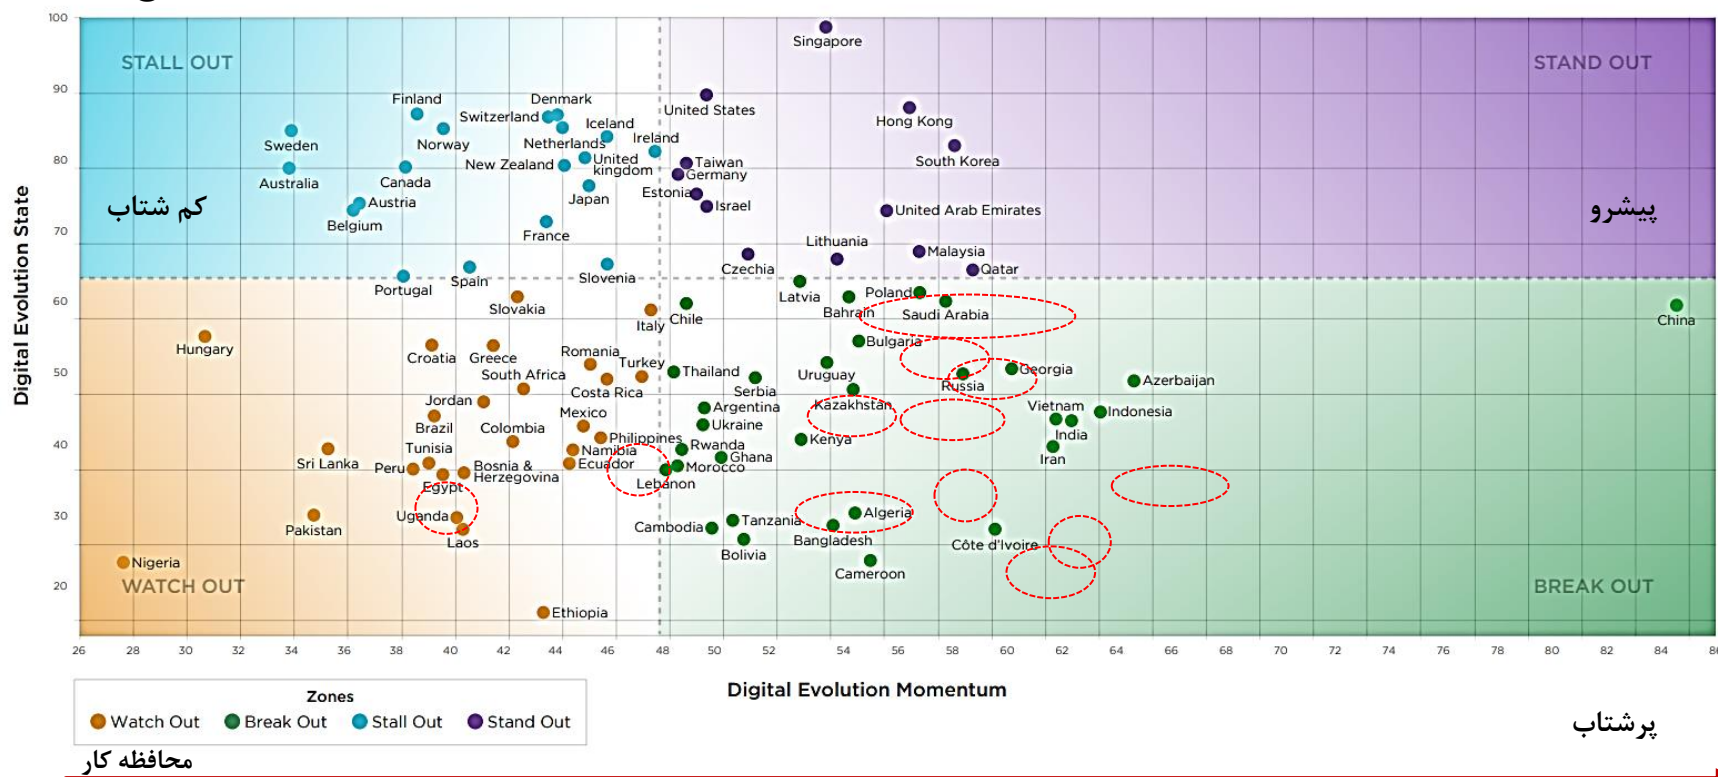 100
Singapore
STALL OUT
STAND OUT
90
Finland
Denmark
United States
Switzerland
Iceland
Hong Kong
Sweden
Norway
Netherlands
Ireland
South Korea
80
New Zealand
United
kingdom
Taiwan
Australia
Canada
Germany
Japan
Estonia
کم شتاب
Austria
Israel
United Arab Emirates
پیشرو
Belgium
70
France
Lithuania
Malaysia
Czechia
Qatar
Portugal
Spain
Slovenia
60
Slovakia
Latvia
Poland
Bahrain
Saudi Arabia
Italy
Chile
China
Hungary
Croatia
Greece
Romania
Bulgaria
50
South Africa
Turkey
Thailand
Uruguay
Russia
Georgia
Azerbaijan
Costa Rica
Serbia
Jordan
Mexico
Argentina
Kazakhstan
Vietnam
Indonesia
Brazil
Colombia
Ukraine
India
40
Tunisia
Philippines
Kenya
Iran
Sri Lanka
Namibia
Rwanda
Peru
Bosnia &
Herzegovina
Ecuador
Morocco
Ghana
Egypt
Lebanon
30
Pakistan
Uganda
Laos
Cambodia
Tanzania
Algeria
Bangladesh
Côte d'Ivoire
Bolivia
Nigeria
Cameroon
20
WATCH OUT
BREAK OUT
Ethiopia
Digital Evolution State
26 30 32 34 36 38 40 42 44 46 48 50 52 54 56 58 60 62 64 66 68 70 72 74 76 80 82 84 86
Digital Evolution Momentum
Zones
Watch Out Break Out Stall Out Stand Out
پرشتاب
محافظه کار